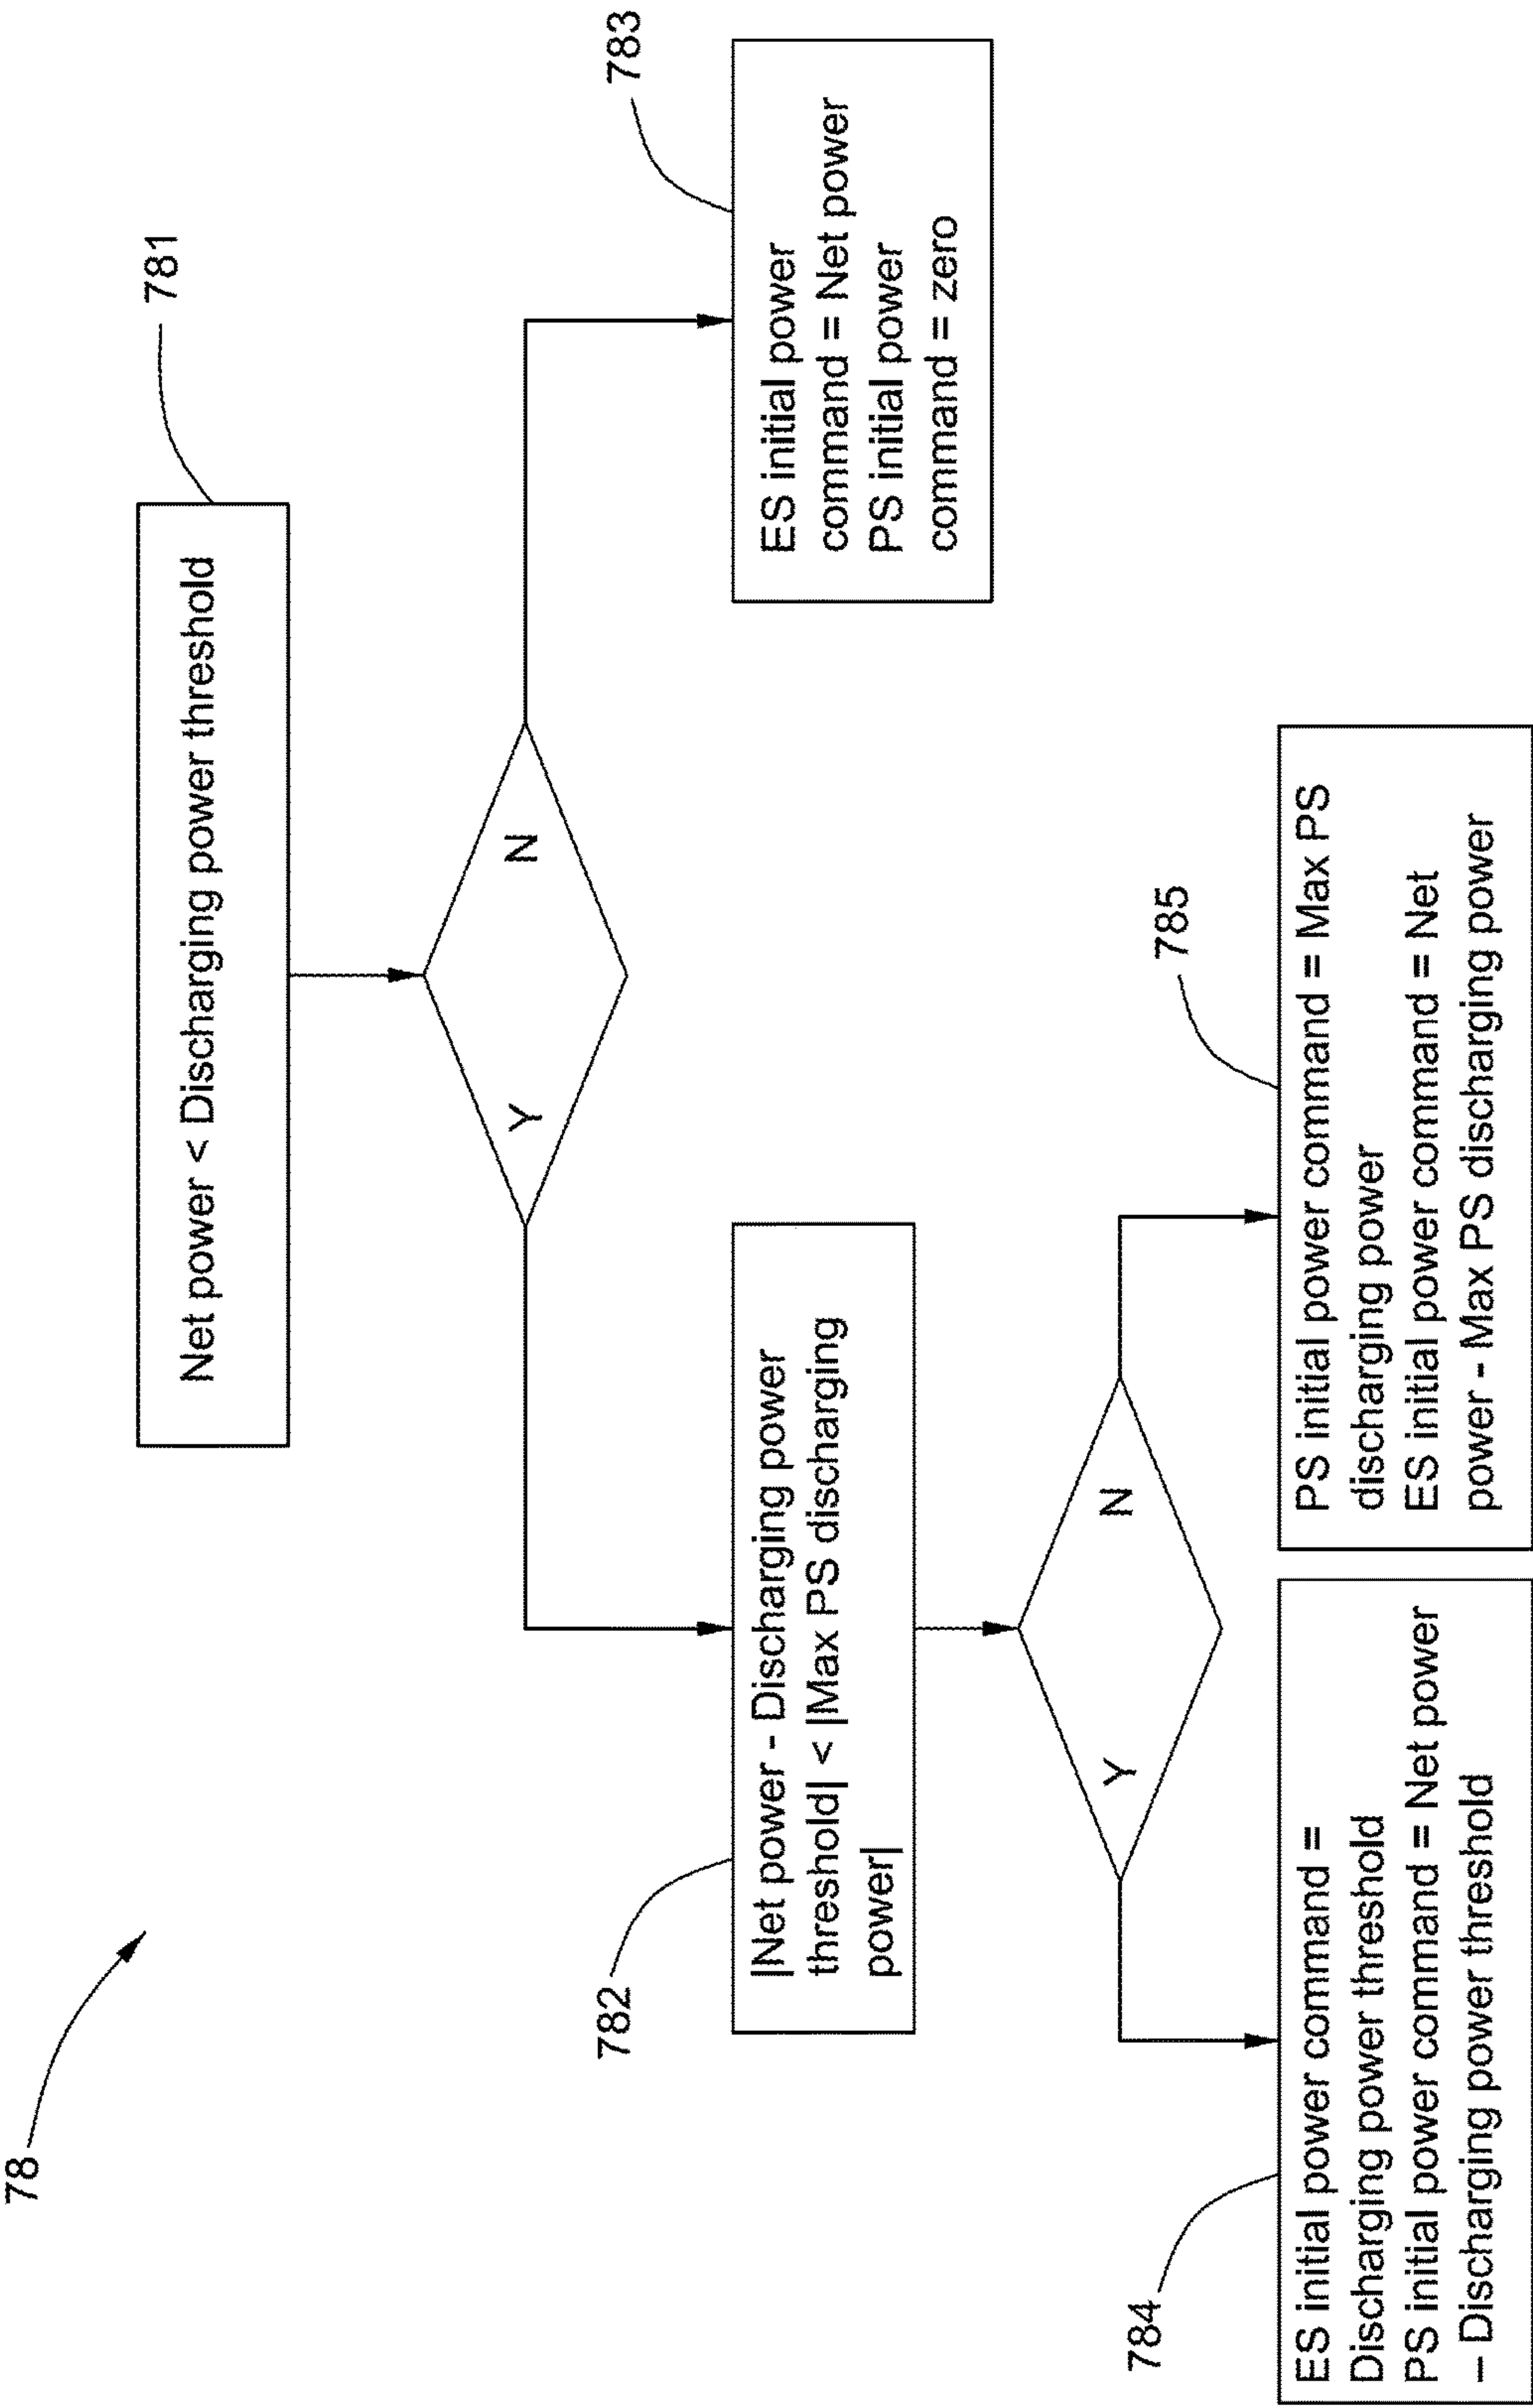 78
781
Net power < Discharging power threshold
Y
N
782
|Net power - Discharging power
threshold| < |Max PS discharging
power|
783
ES initial power
command = Net power
PS initial power
command = zero
Y
N
784
ES initial power command =
Discharging power threshold
PS initial power command = Net power
– Discharging power threshold
785
PS initial power command = Max PS
discharging power
ES initial power command = Net
power - Max PS discharging power